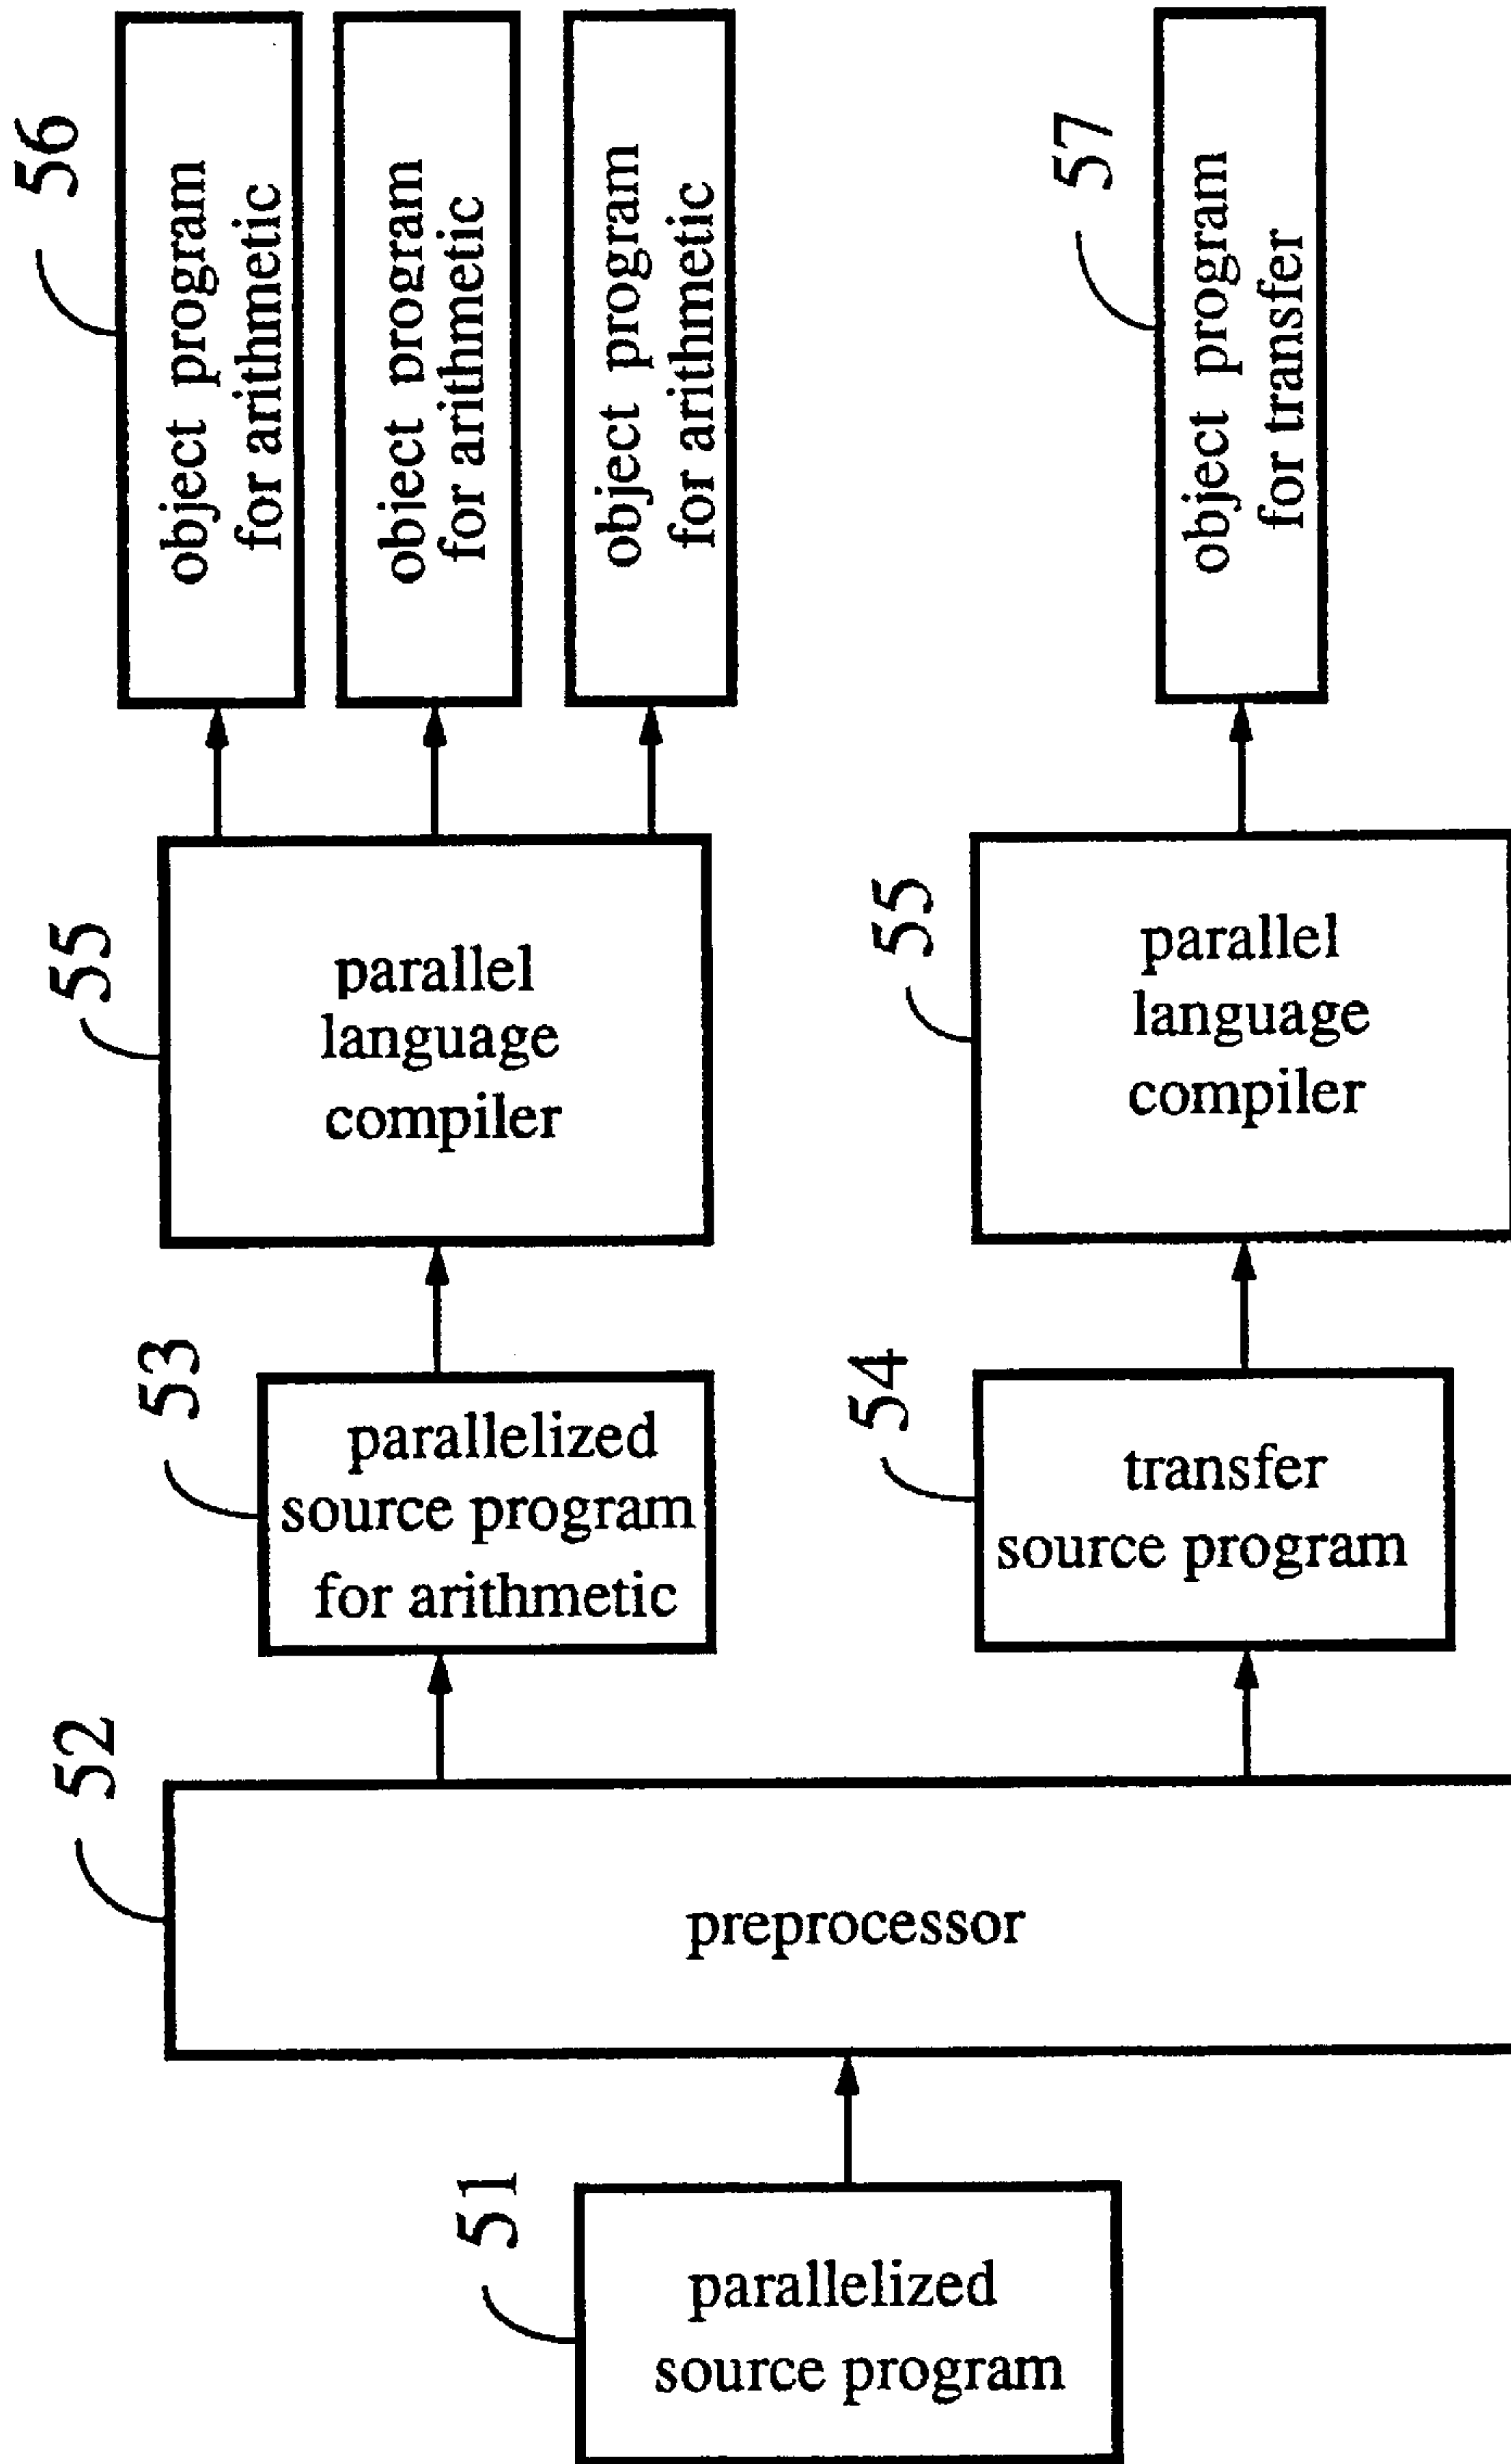 51
parallelized
source program
52
preprocessor
53
parallelized
source program
for arithmetic
54
transfer
source program
55
parallel
language
compiler
55
parallel
language
compiler
56
object program
for arithmetic
object program
for arithmetic
object program
for arithmetic
57
object program
for transfer